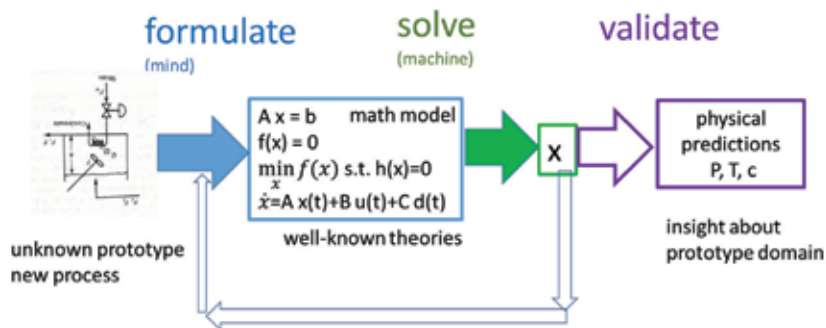 formulate
(mind)
solve
(machine)
validate
A x = b math model
f(x) = 0
min f(x) s.t. h(x)=0
x
ẋ=A x(t)+B u(t)+C d(t)
well-known theories
X
physical
predictions
P, T, c
unknown prototype
new process
insight about
prototype domain